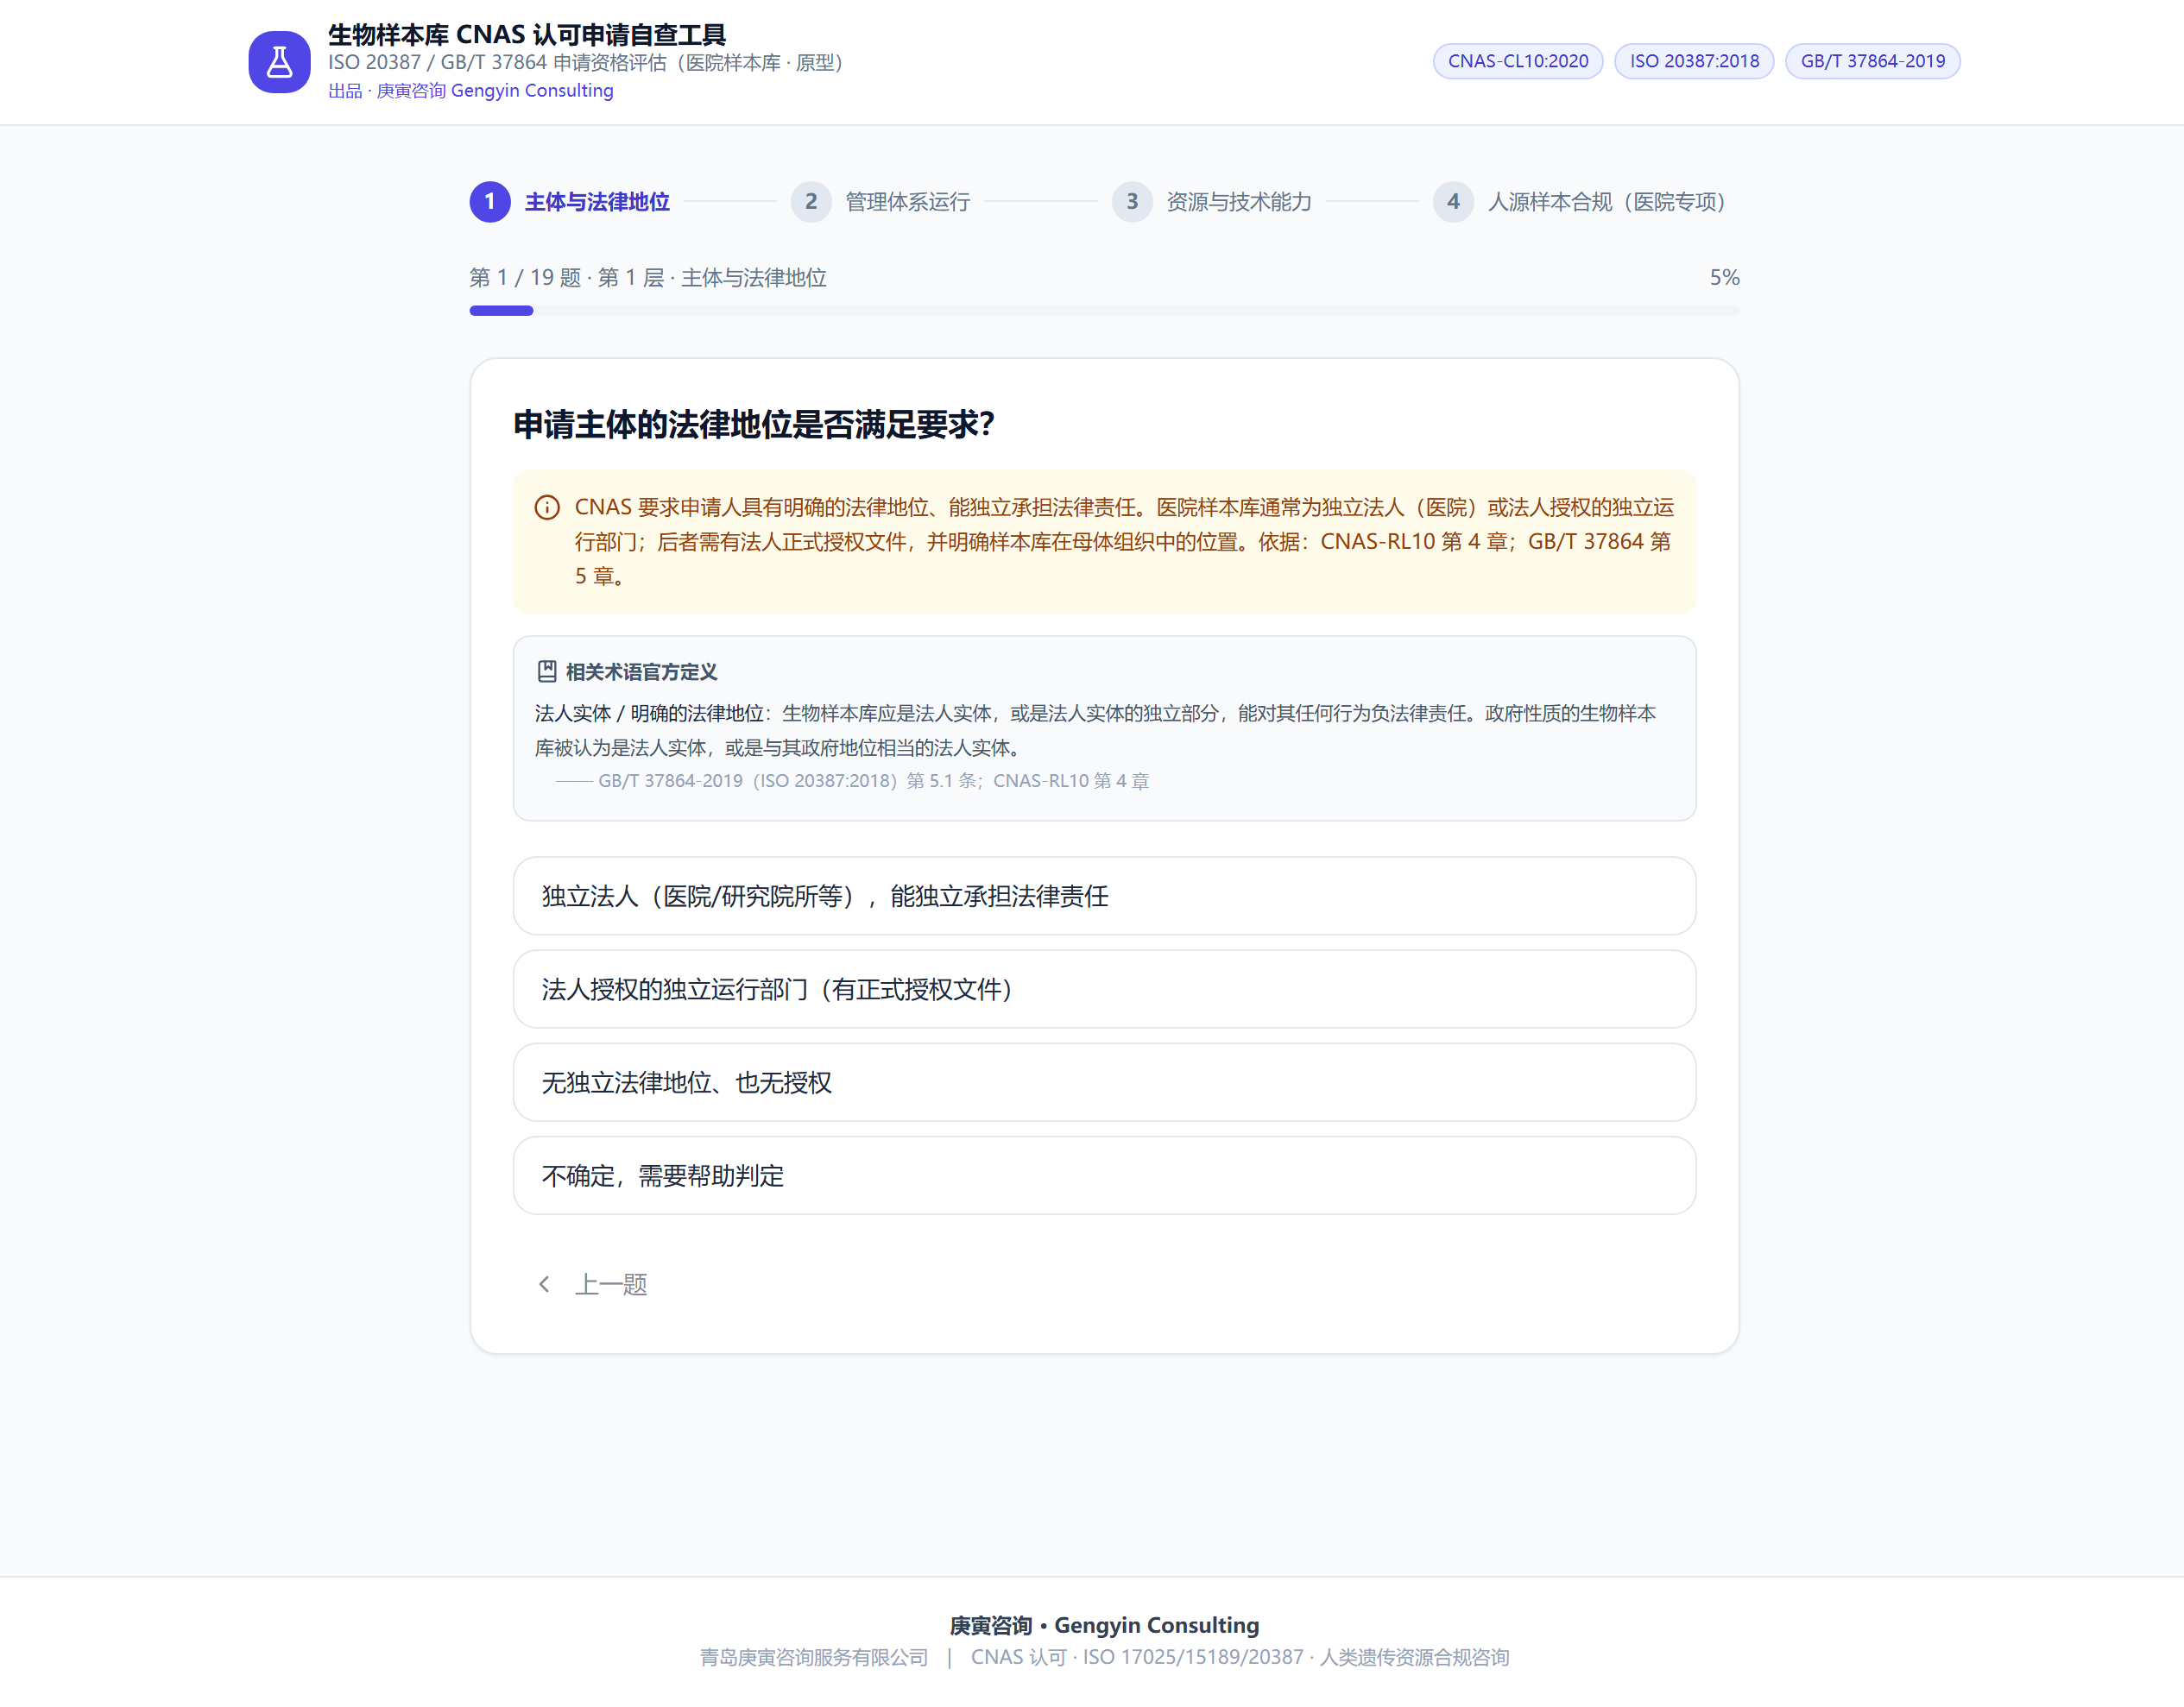 生物样本库 CNAS 认可申请自查工具
ISO 20387 / GB/T 37864 申请资格评估（医院样本库 · 原型）
出品 · 庚寅咨询 Gengyin Consulting
CNAS-CL10:2020
ISO 20387:2018
GB/T 37864-2019
1 主体与法律地位
2 管理体系运行
3 资源与技术能力
4 人源样本合规（医院专项）
第 1 / 19 题 · 第 1 层 · 主体与法律地位
5%
申请主体的法律地位是否满足要求？
CNAS 要求申请人具有明确的法律地位、能独立承担法律责任。医院样本库通常为独立法人（医院）或法人授权的独立运
行部门；后者需有法人正式授权文件，并明确样本库在母体组织中的位置。依据：CNAS-RL10 第 4 章；GB/T 37864 第
5 章。
相关术语官方定义
法人实体 / 明确的法律地位：生物样本库应是法人实体，或是法人实体的独立部分，能对其任何行为负法律责任。政府性质的生物样本
库被认为是法人实体，或是与其政府地位相当的法人实体。
—— GB/T 37864-2019（ISO 20387:2018）第 5.1 条；CNAS-RL10 第 4 章
独立法人（医院/研究院所等），能独立承担法律责任
法人授权的独立运行部门（有正式授权文件）
无独立法律地位、也无授权
不确定，需要帮助判定
上一题
庚寅咨询 • Gengyin Consulting
青岛庚寅咨询服务有限公司 | CNAS 认可 · ISO 17025/15189/20387 · 人类遗传资源合规咨询